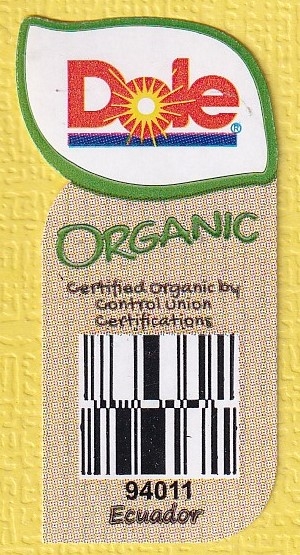 Dole®
ORGANIC
Certified Organic by
Control Union
Certifications
94011
Ecuador